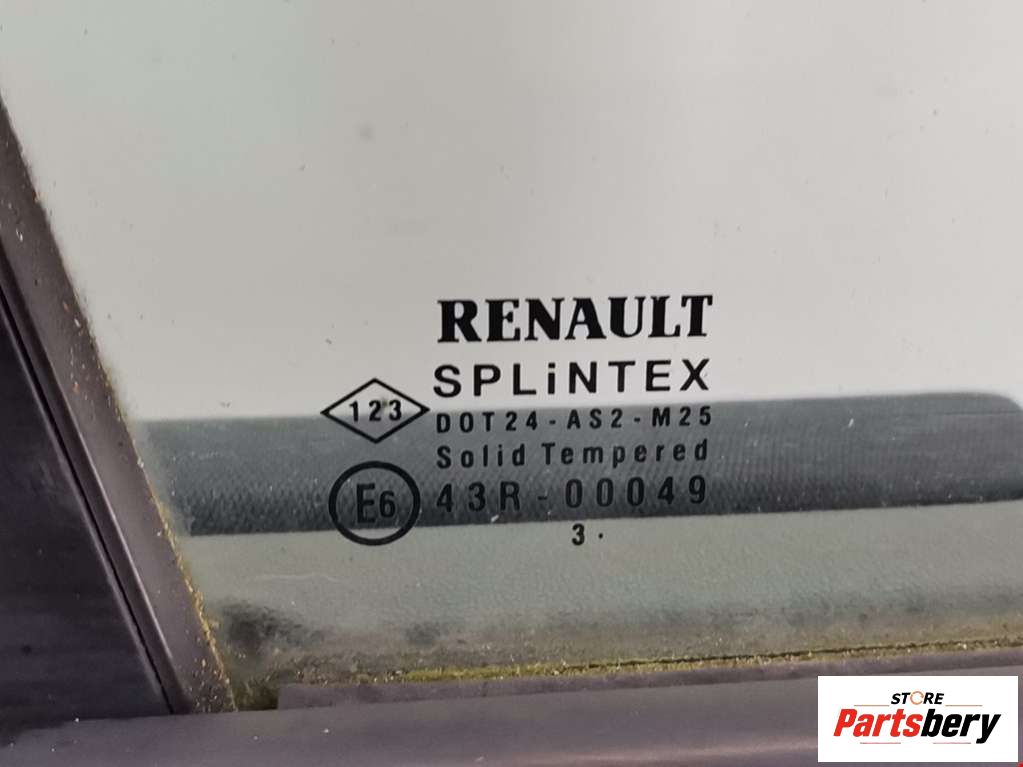 RENAULT
SPLiNTEX
123
DOT24-AS2-M25
Solid Tempered
E6
43R-00049
3 .
STORE
Partsbery